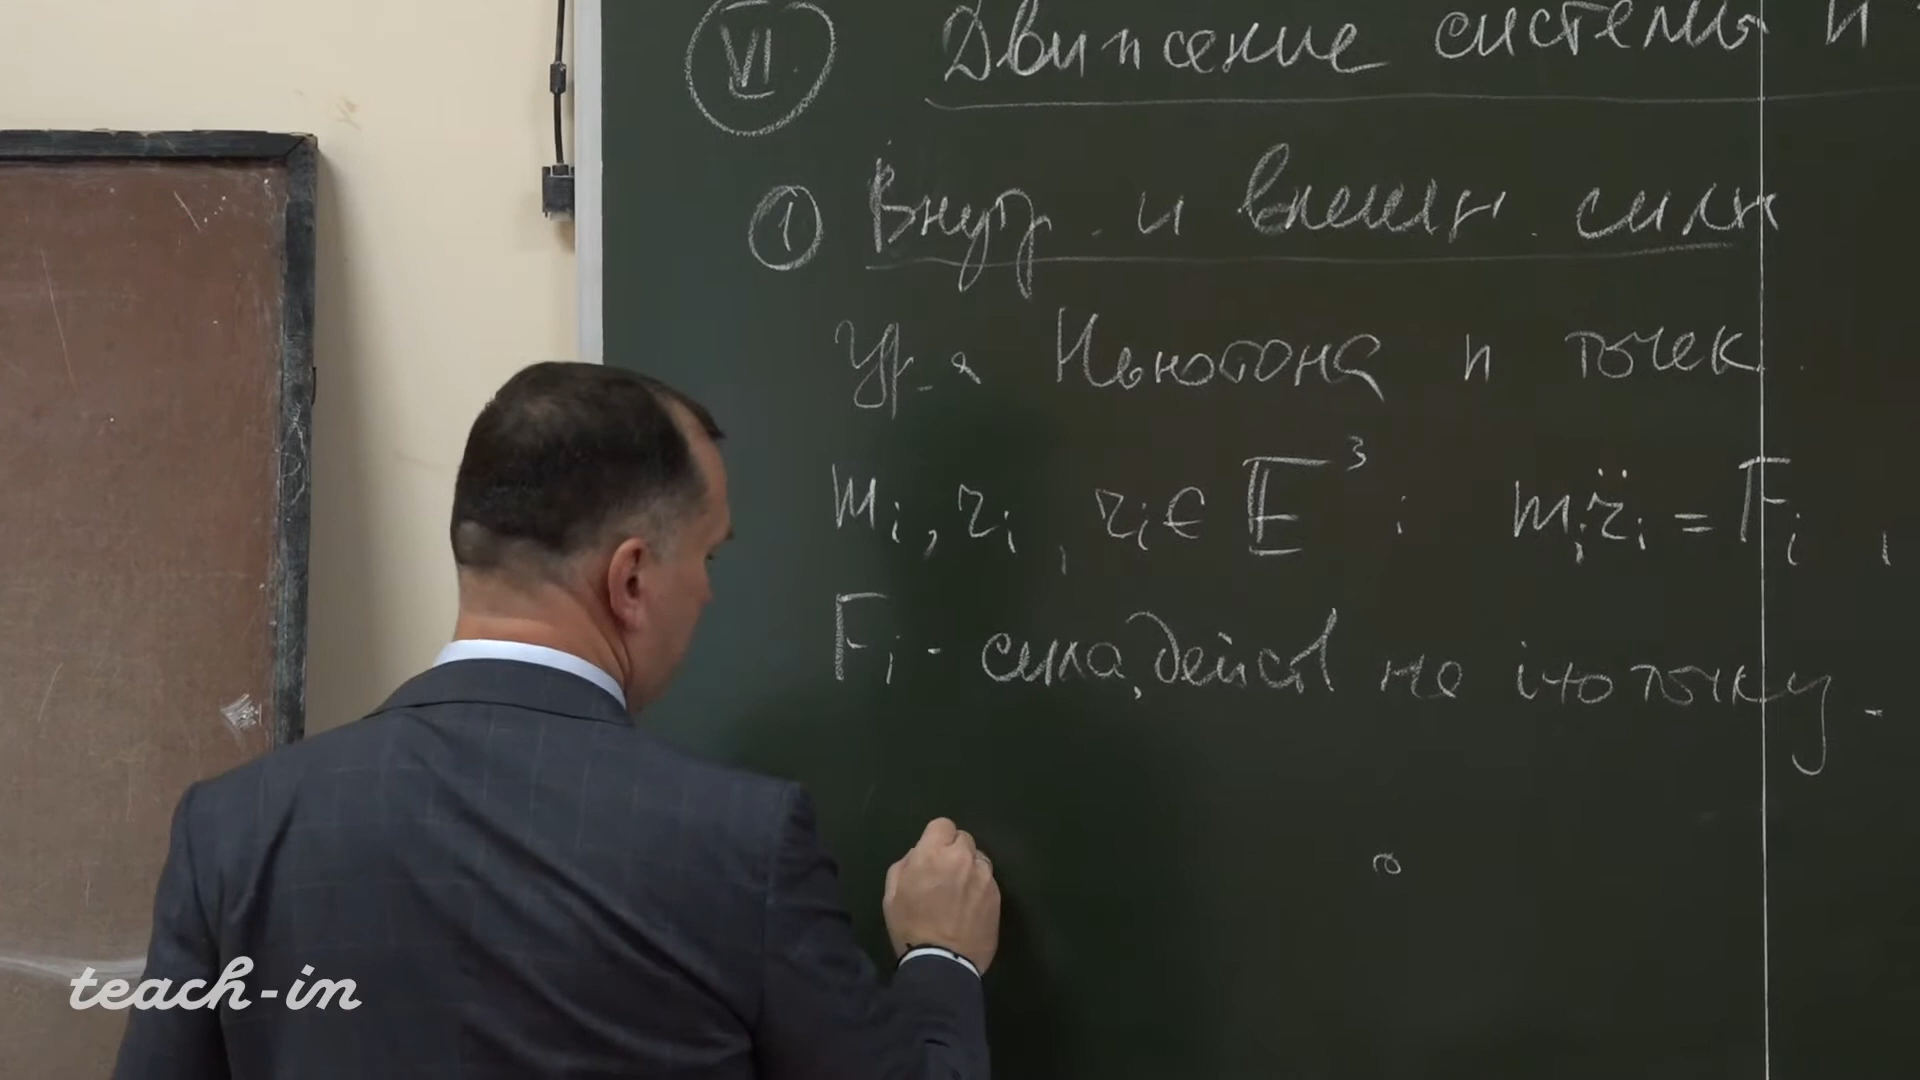 VI Движение системы и
1 Внутр. и внешн. силы
Ур-я Ньютона n точек
mᵢ, rᵢ, rᵢ ∈ E³ : mᵢr̈ᵢ = Fᵢ,
Fᵢ - сила, действ на i-ю точку -
teach-in